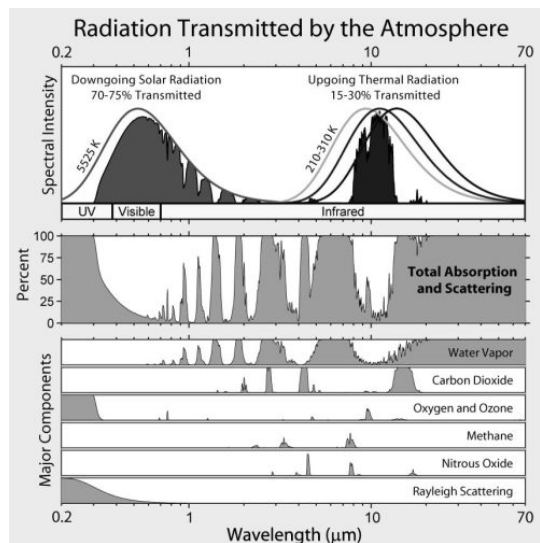 Radiation Transmitted by the Atmosphere
0.2 1 10 70
Downgoing Solar Radiation
70-75% Transmitted
Upgoing Thermal Radiation
15-30% Transmitted
Spectral Intensity
5525 K
210-310 K
UV Visible Infrared
Percent
100
75
50
25
0
Total Absorption
and Scattering
Major Components
Water Vapor
Carbon Dioxide
Oxygen and Ozone
Methane
Nitrous Oxide
Rayleigh Scattering
0.2 1 10 70
Wavelength (μm)